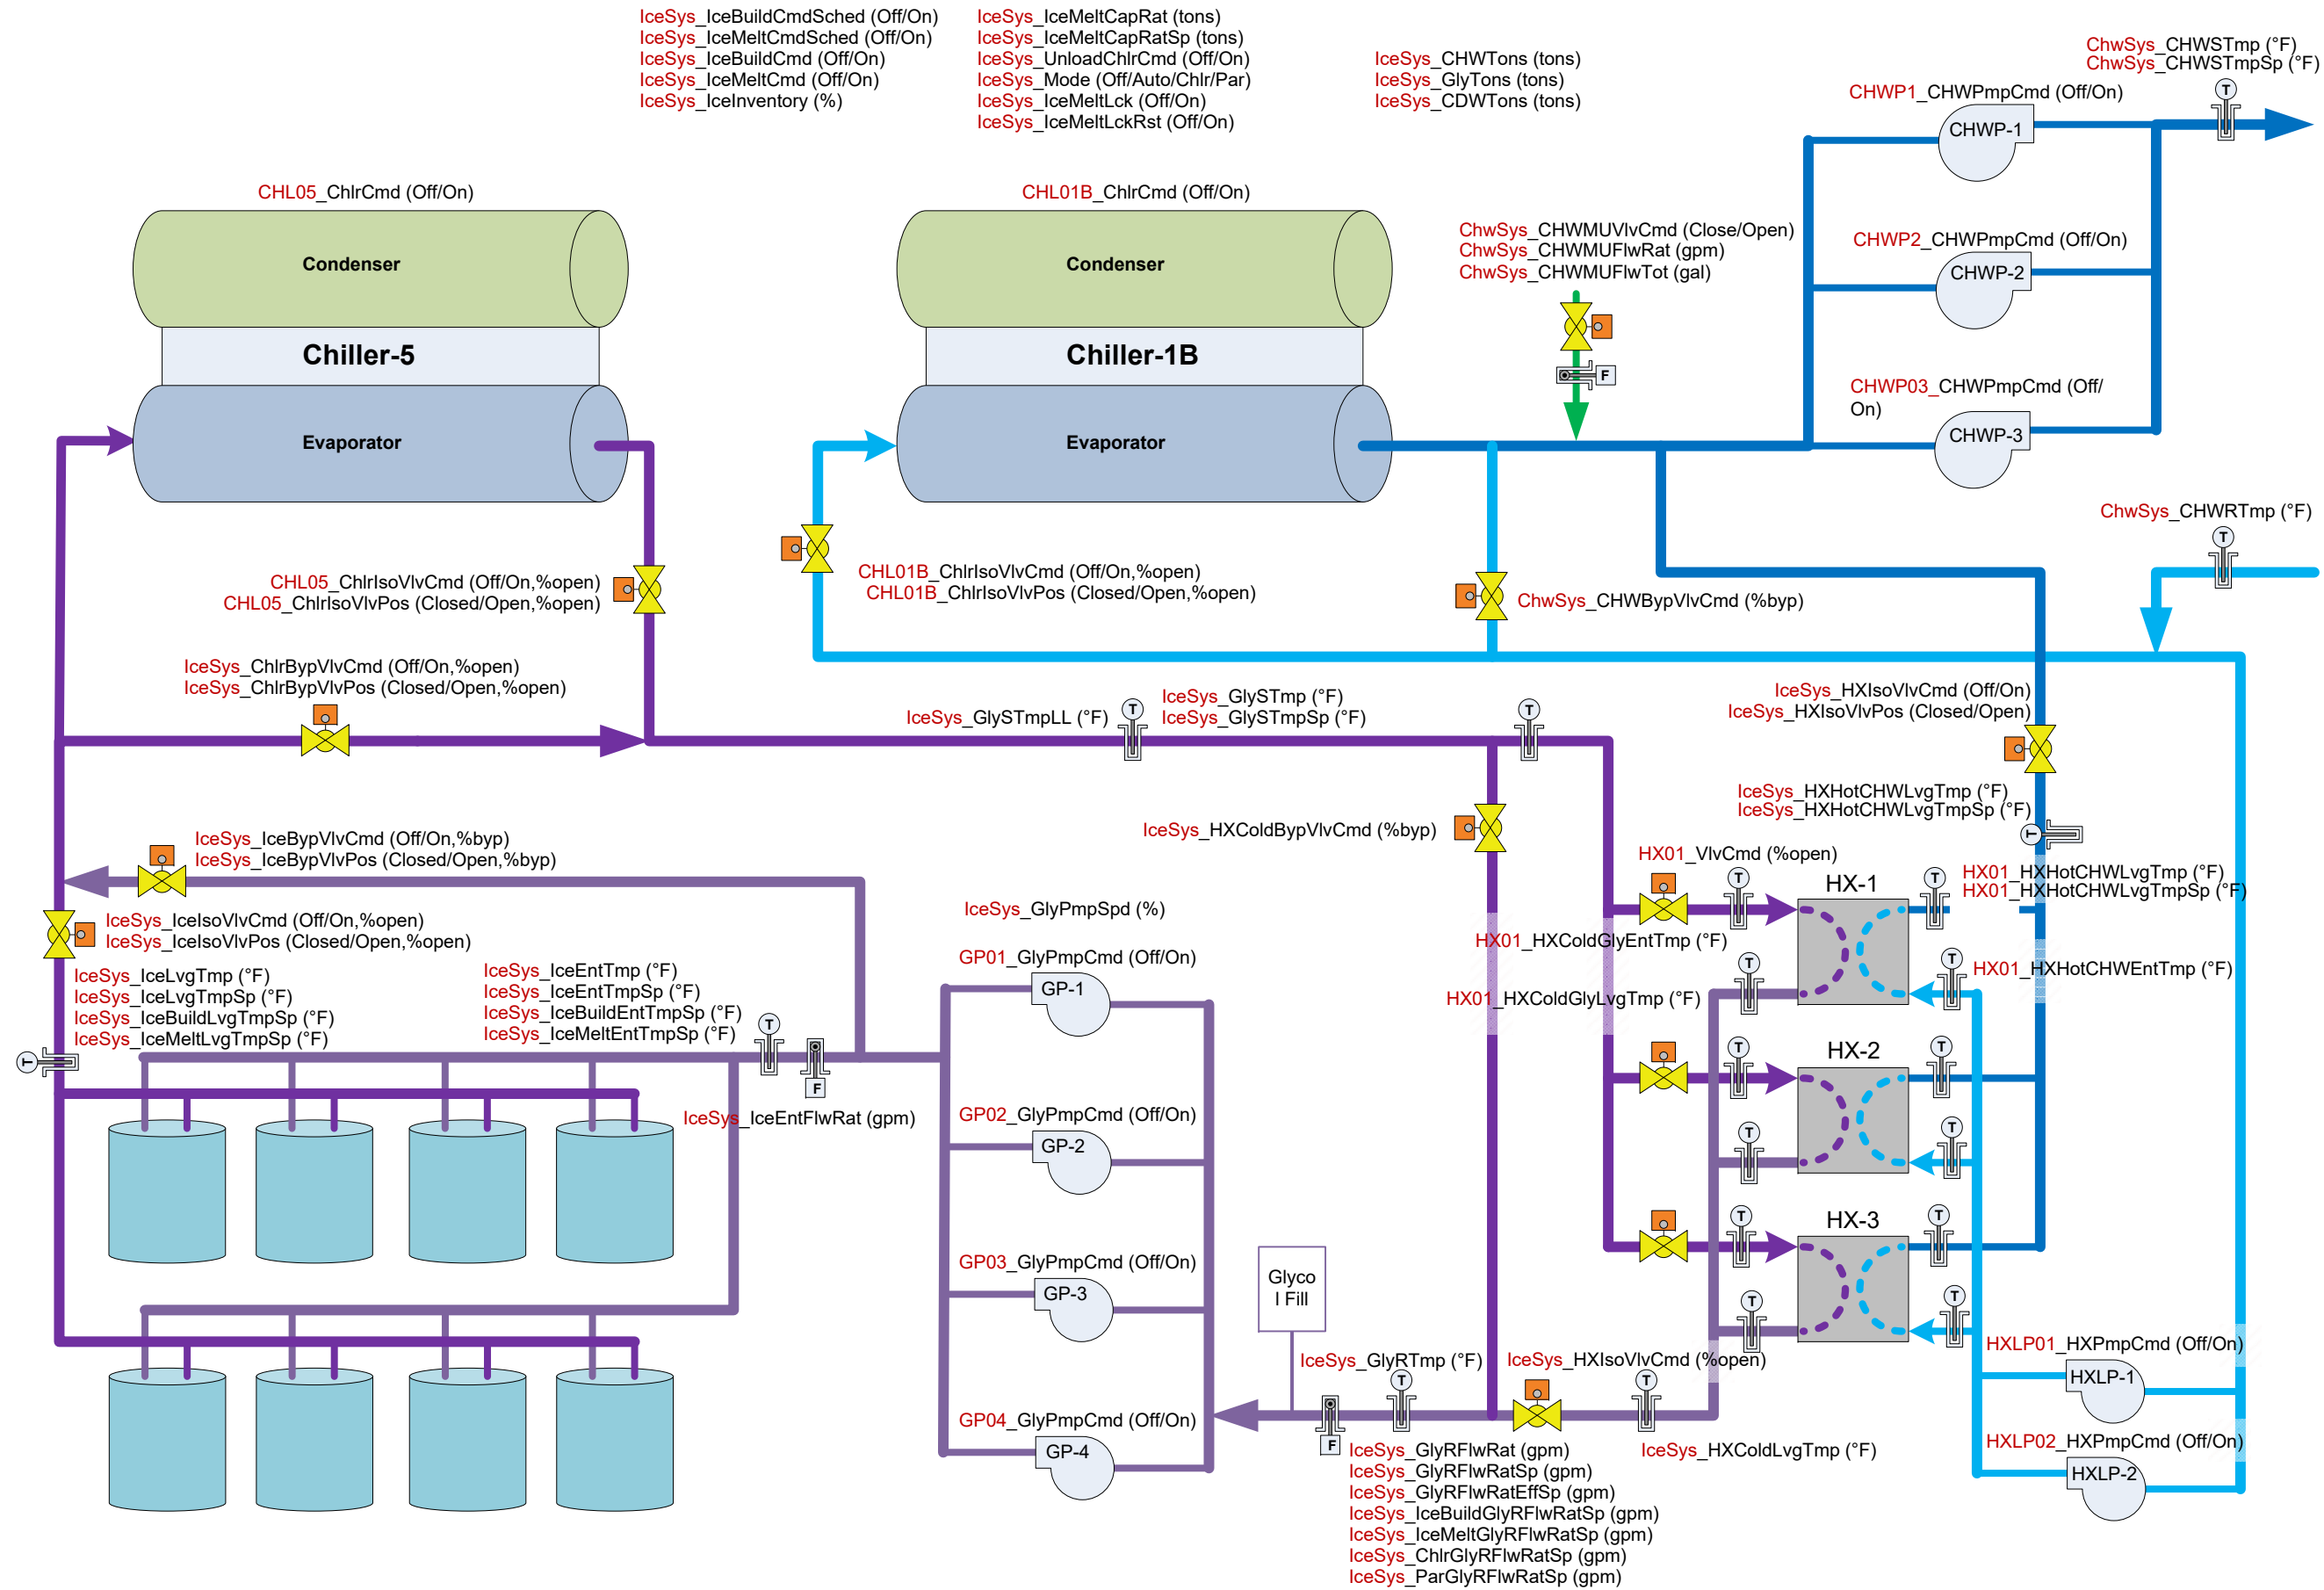 IceSys_IceBuildCmdSched (Off/On)
IceSys_IceMeltCmdSched (Off/On)
IceSys_IceBuildCmd (Off/On)
IceSys_IceMeltCmd (Off/On)
IceSys_IceInventory (%)
IceSys_IceMeltCapRat (tons)
IceSys_IceMeltCapRatSp (tons)
IceSys_UnloadChlrCmd (Off/On)
IceSys_Mode (Off/Auto/Chlr/Par)
IceSys_IceMeltLck (Off/On)
IceSys_IceMeltLckRst (Off/On)
IceSys_CHWTons (tons)
IceSys_GlyTons (tons)
IceSys_CDWTons (tons)
ChwSys_CHWSTmp (°F)
ChwSys_CHWSTmpSp (°F)
T
CHWP1_CHWPmpCmd (Off/On)
CHWP-1
CHWP2_CHWPmpCmd (Off/On)
CHWP-2
CHWP03_CHWPmpCmd (Off/
On)
CHWP-3
CHL05_ChlrCmd (Off/On)
Condenser
Chiller-5
Evaporator
CHL01B_ChlrCmd (Off/On)
Condenser
Chiller-1B
Evaporator
ChwSys_CHWMUVlvCmd (Close/Open)
ChwSys_CHWMUFlwRat (gpm)
ChwSys_CHWMUFlwTot (gal)
F
ChwSys_CHWRTmp (°F)
T
CHL05_ChlrIsoVlvCmd (Off/On,%open)
CHL05_ChlrIsoVlvPos (Closed/Open,%open)
CHL01B_ChlrIsoVlvCmd (Off/On,%open)
CHL01B_ChlrIsoVlvPos (Closed/Open,%open)
ChwSys_CHWBypVlvCmd (%byp)
IceSys_ChlrBypVlvCmd (Off/On,%open)
IceSys_ChlrBypVlvPos (Closed/Open,%open)
IceSys_GlySTmpLL (°F)
T
IceSys_GlySTmp (°F)
IceSys_GlySTmpSp (°F)
T
IceSys_HXIsoVlvCmd (Off/On)
IceSys_HXIsoVlvPos (Closed/Open)
IceSys_HXHotCHWLvgTmp (°F)
IceSys_HXHotCHWLvgTmpSp (°F)
T
IceSys_IceBypVlvCmd (Off/On,%byp)
IceSys_IceBypVlvPos (Closed/Open,%byp)
IceSys_HXColdBypVlvCmd (%byp)
HX01_VlvCmd (%open)
T
HX-1
T
HX01_HXHotCHWLvgTmp (°F)
HX01_HXHotCHWLvgTmpSp (°F)
IceSys_IceIsoVlvCmd (Off/On,%open)
IceSys_IceIsoVlvPos (Closed/Open,%open)
IceSys_GlyPmpSpd (%)
HX01_HXColdGlyEntTmp (°F)
T
T
HX01_HXHotCHWEntTmp (°F)
HX01_HXColdGlyLvgTmp (°F)
IceSys_IceLvgTmp (°F)
IceSys_IceLvgTmpSp (°F)
IceSys_IceBuildLvgTmpSp (°F)
IceSys_IceMeltLvgTmpSp (°F)
T
IceSys_IceEntTmp (°F)
IceSys_IceEntTmpSp (°F)
IceSys_IceBuildEntTmpSp (°F)
IceSys_IceMeltEntTmpSp (°F)
T
F
IceSys_IceEntFlwRat (gpm)
GP01_GlyPmpCmd (Off/On)
GP-1
GP02_GlyPmpCmd (Off/On)
GP-2
GP03_GlyPmpCmd (Off/On)
GP-3
GP04_GlyPmpCmd (Off/On)
GP-4
T
HX-2
T
T
T
T
HX-3
T
T
T
Glyco
l Fill
IceSys_GlyRTmp (°F)
T
F
IceSys_HXIsoVlvCmd (%open)
T
IceSys_HXColdLvgTmp (°F)
IceSys_GlyRFlwRat (gpm)
IceSys_GlyRFlwRatSp (gpm)
IceSys_GlyRFlwRatEffSp (gpm)
IceSys_IceBuildGlyRFlwRatSp (gpm)
IceSys_IceMeltGlyRFlwRatSp (gpm)
IceSys_ChlrGlyRFlwRatSp (gpm)
IceSys_ParGlyRFlwRatSp (gpm)
HXLP01_HXPmpCmd (Off/On)
HXLP-1
HXLP02_HXPmpCmd (Off/On)
HXLP-2